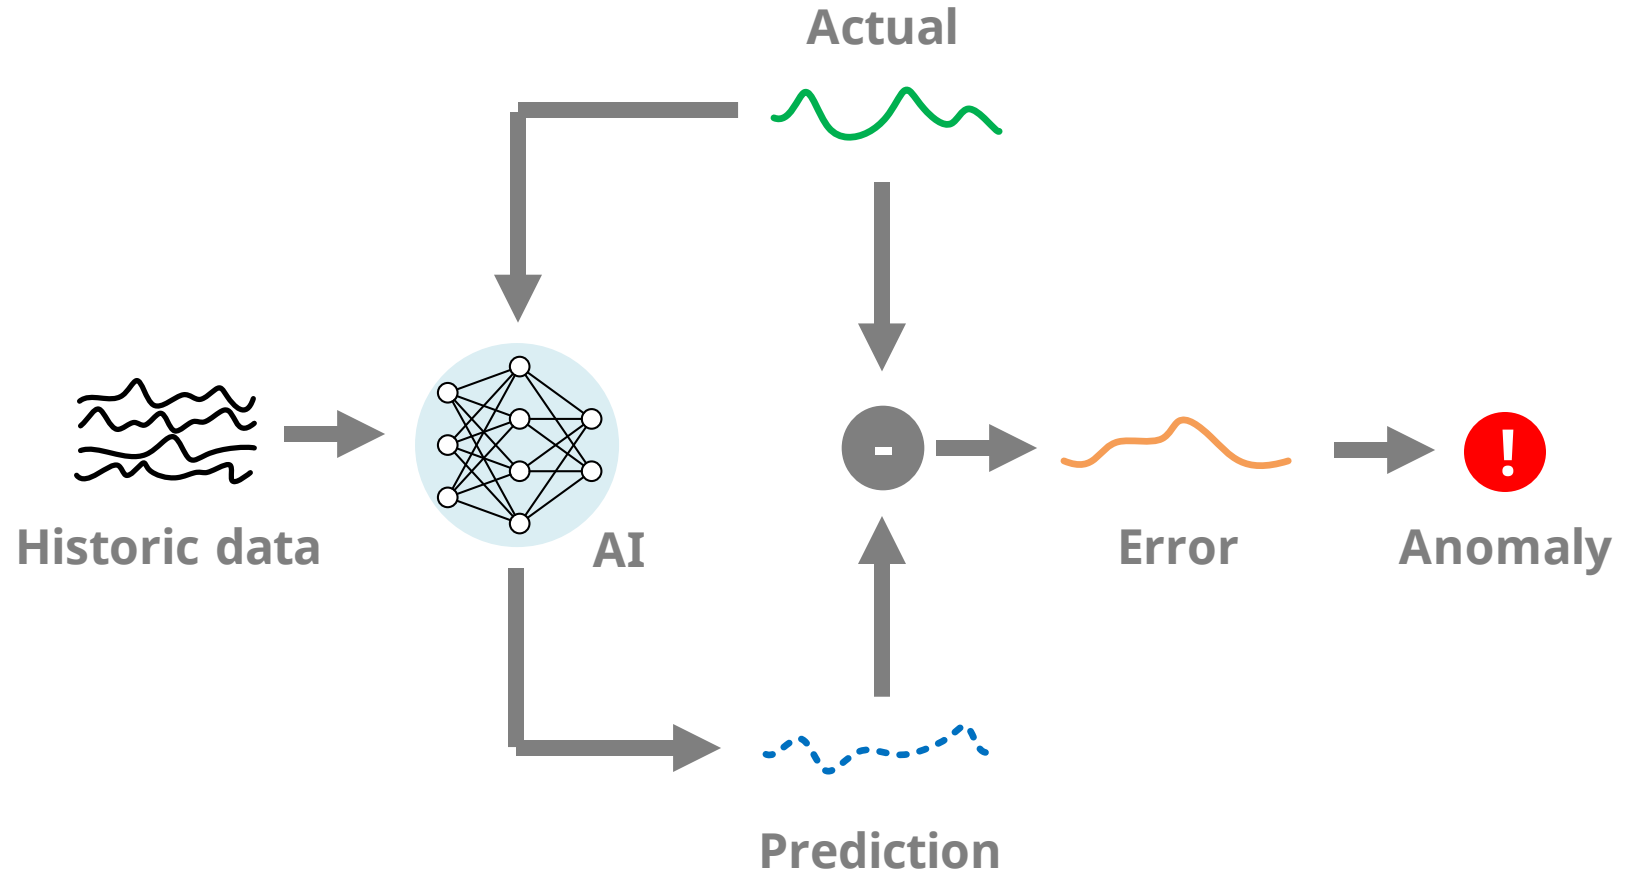 Actual
Historic data
AI
-
Error
!
Anomaly
Prediction